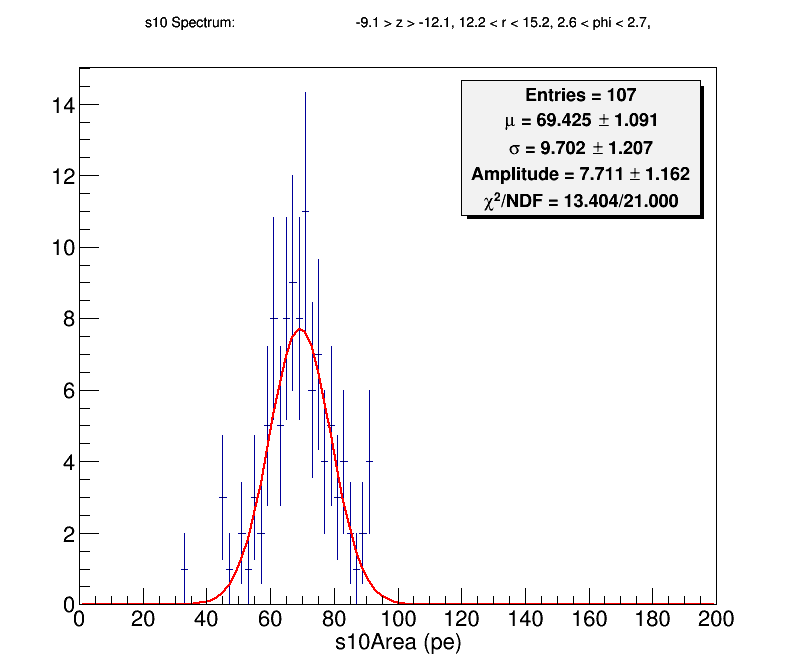 s10 Spectrum: -9.1 > z > -12.1, 12.2 < r < 15.2, 2.6 < phi < 2.7,
Entries = 107
μ = 69.425 ± 1.091
σ = 9.702 ± 1.207
Amplitude = 7.711 ± 1.162
χ²/NDF = 13.404/21.000
14
12
10
8
6
4
2
0
0 20 40 60 80 100 120 140 160 180 200
s10Area (pe)